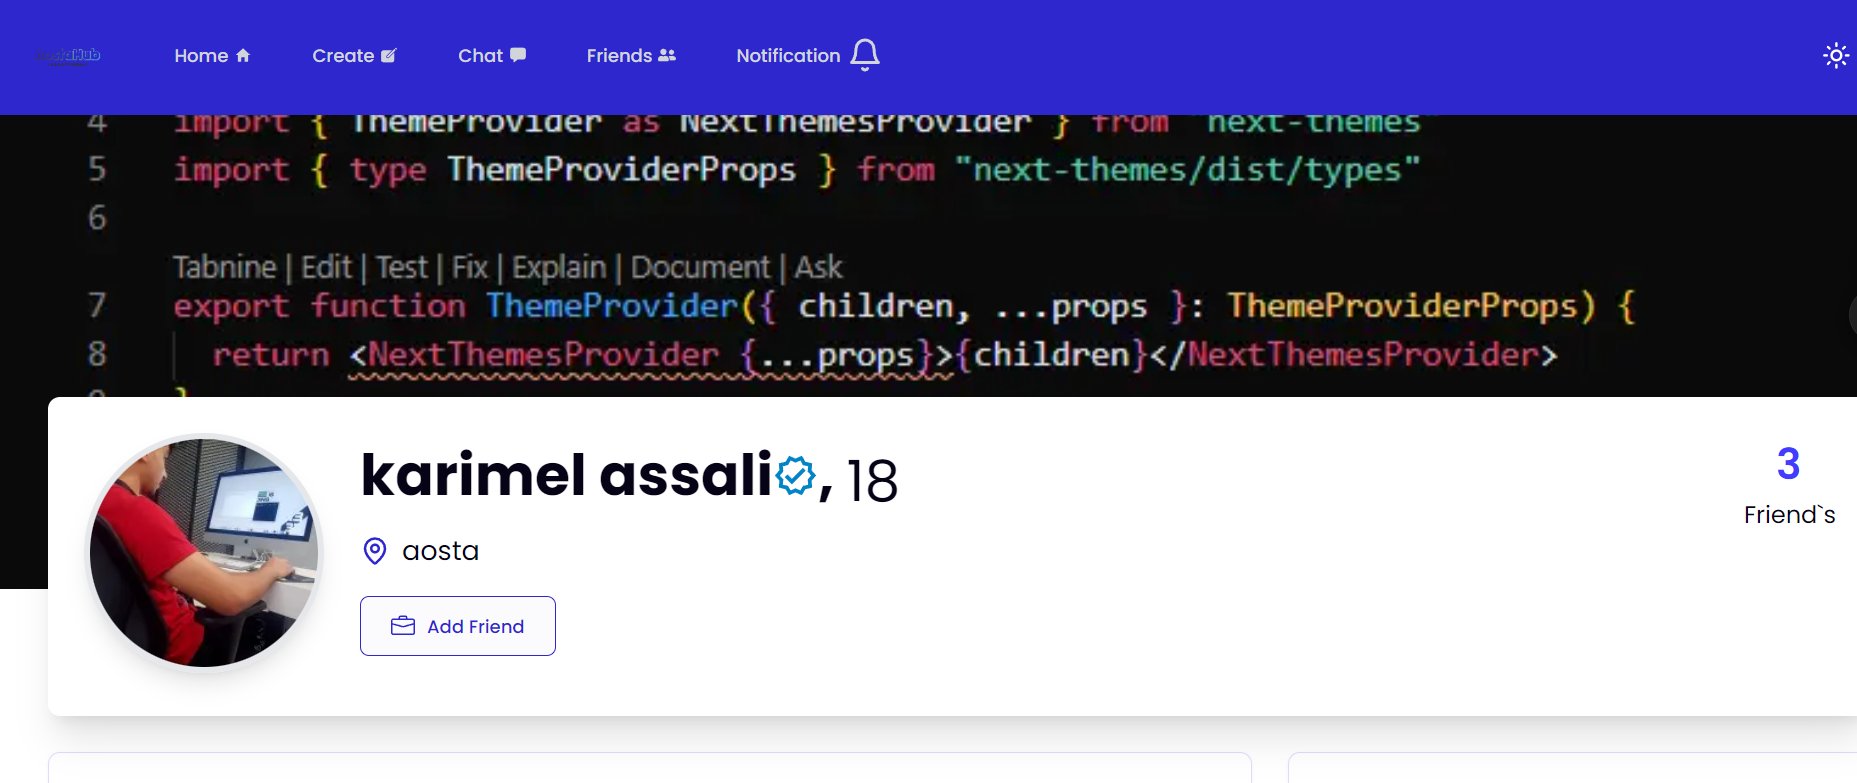 Home
Create
Chat
Friends
Notification
4 import { ThemeProvider as NextThemesProvider } from "next-themes"
5 import { type ThemeProviderProps } from "next-themes/dist/types"
6
Tabnine | Edit | Test | Fix | Explain | Document | Ask
7 export function ThemeProvider({ children, ...props }: ThemeProviderProps) {
8 return <NextThemesProvider {...props}>{children}</NextThemesProvider>
}
karimel assali, 18
3
Friend`s
aosta
Add Friend